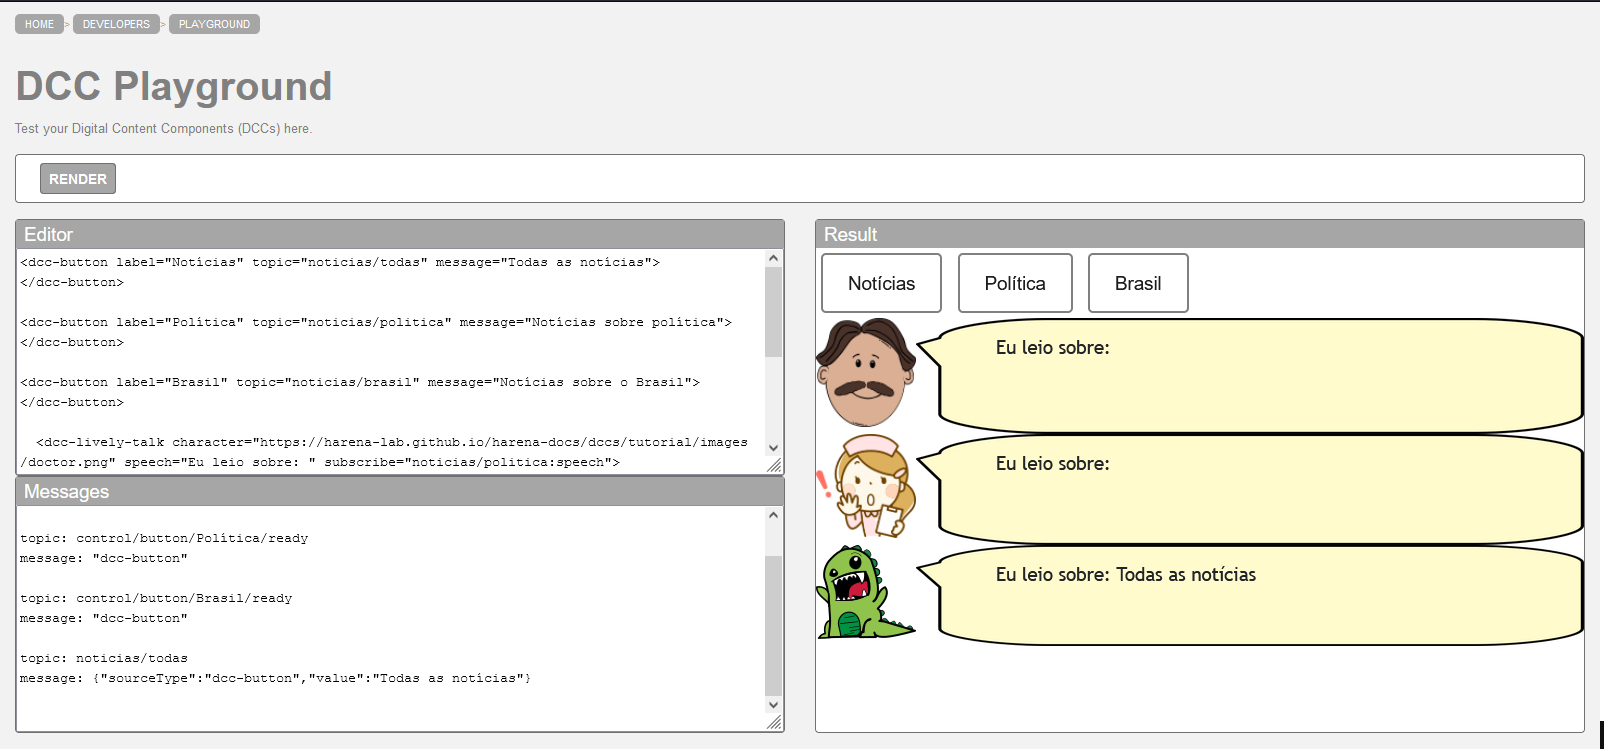 HOME > DEVELOPERS > PLAYGROUND
DCC Playground
Test your Digital Content Components (DCCs) here.
RENDER
Editor
<dcc-button label="Notícias" topic="noticias/todas" message="Todas as notícias">
</dcc-button>
<dcc-button label="Política" topic="noticias/politica" message="Notícias sobre política">
</dcc-button>
<dcc-button label="Brasil" topic="noticias/brasil" message="Notícias sobre o Brasil">
</dcc-button>
<dcc-lively-talk character="https://harena-lab.github.io/harena-docs/dccs/tutorial/images
/doctor.png" speech="Eu leio sobre: " subscribe="noticias/politica:speech">
Messages
topic: control/button/Política/ready
message: "dcc-button"
topic: control/button/Brasil/ready
message: "dcc-button"
topic: noticias/todas
message: {"sourceType":"dcc-button","value":"Todas as notícias"}
Result
Notícias Política Brasil
Eu leio sobre:
Eu leio sobre:
Eu leio sobre: Todas as notícias